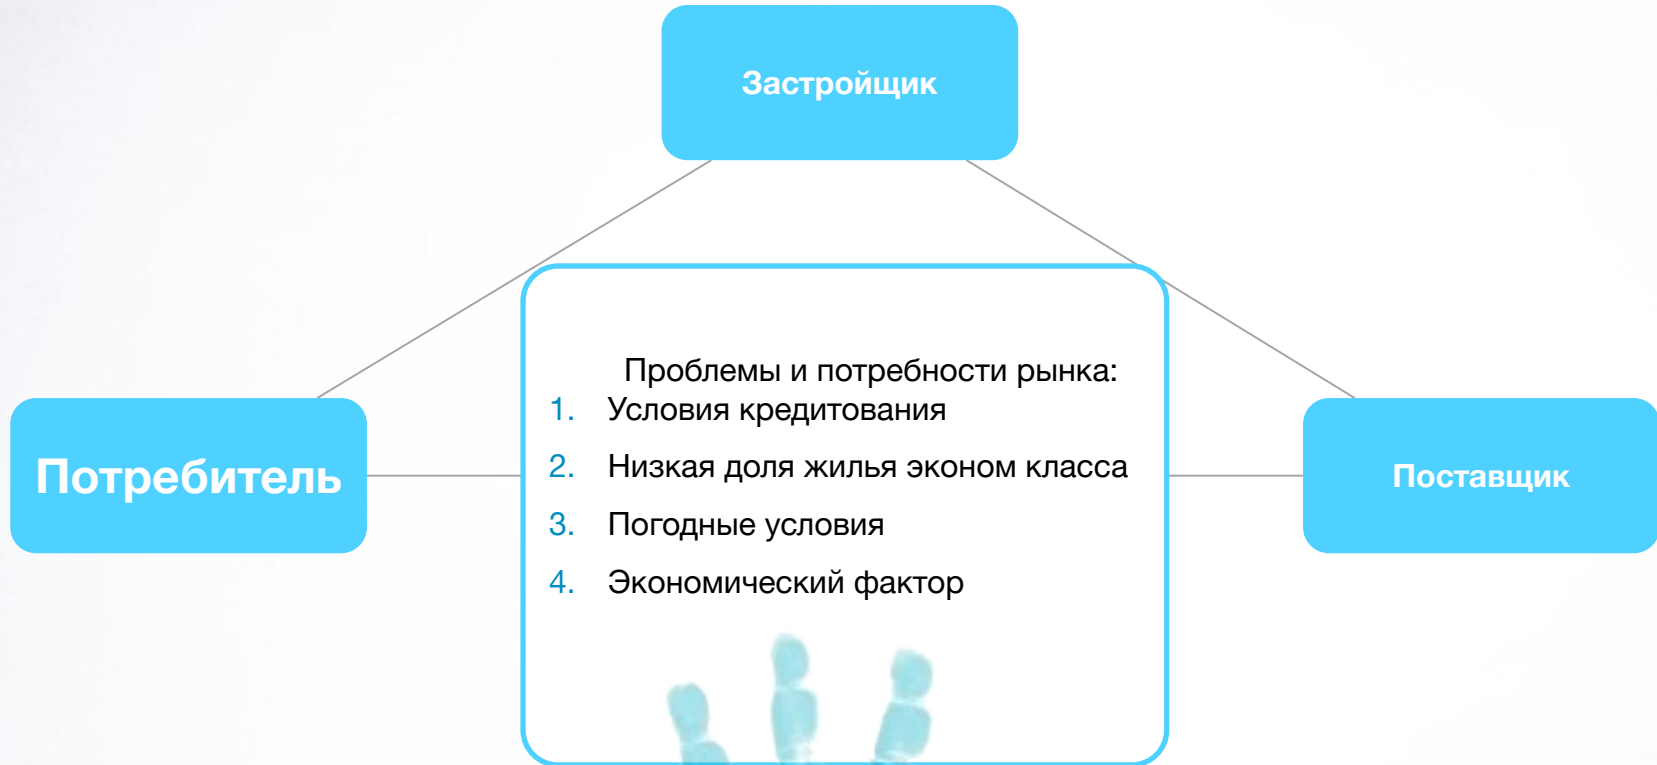 Застройщик
Проблемы и потребности рынка:
1. Условия кредитования
2. Низкая доля жилья эконом класса
3. Погодные условия
4. Экономический фактор
Потребитель
Поставщик